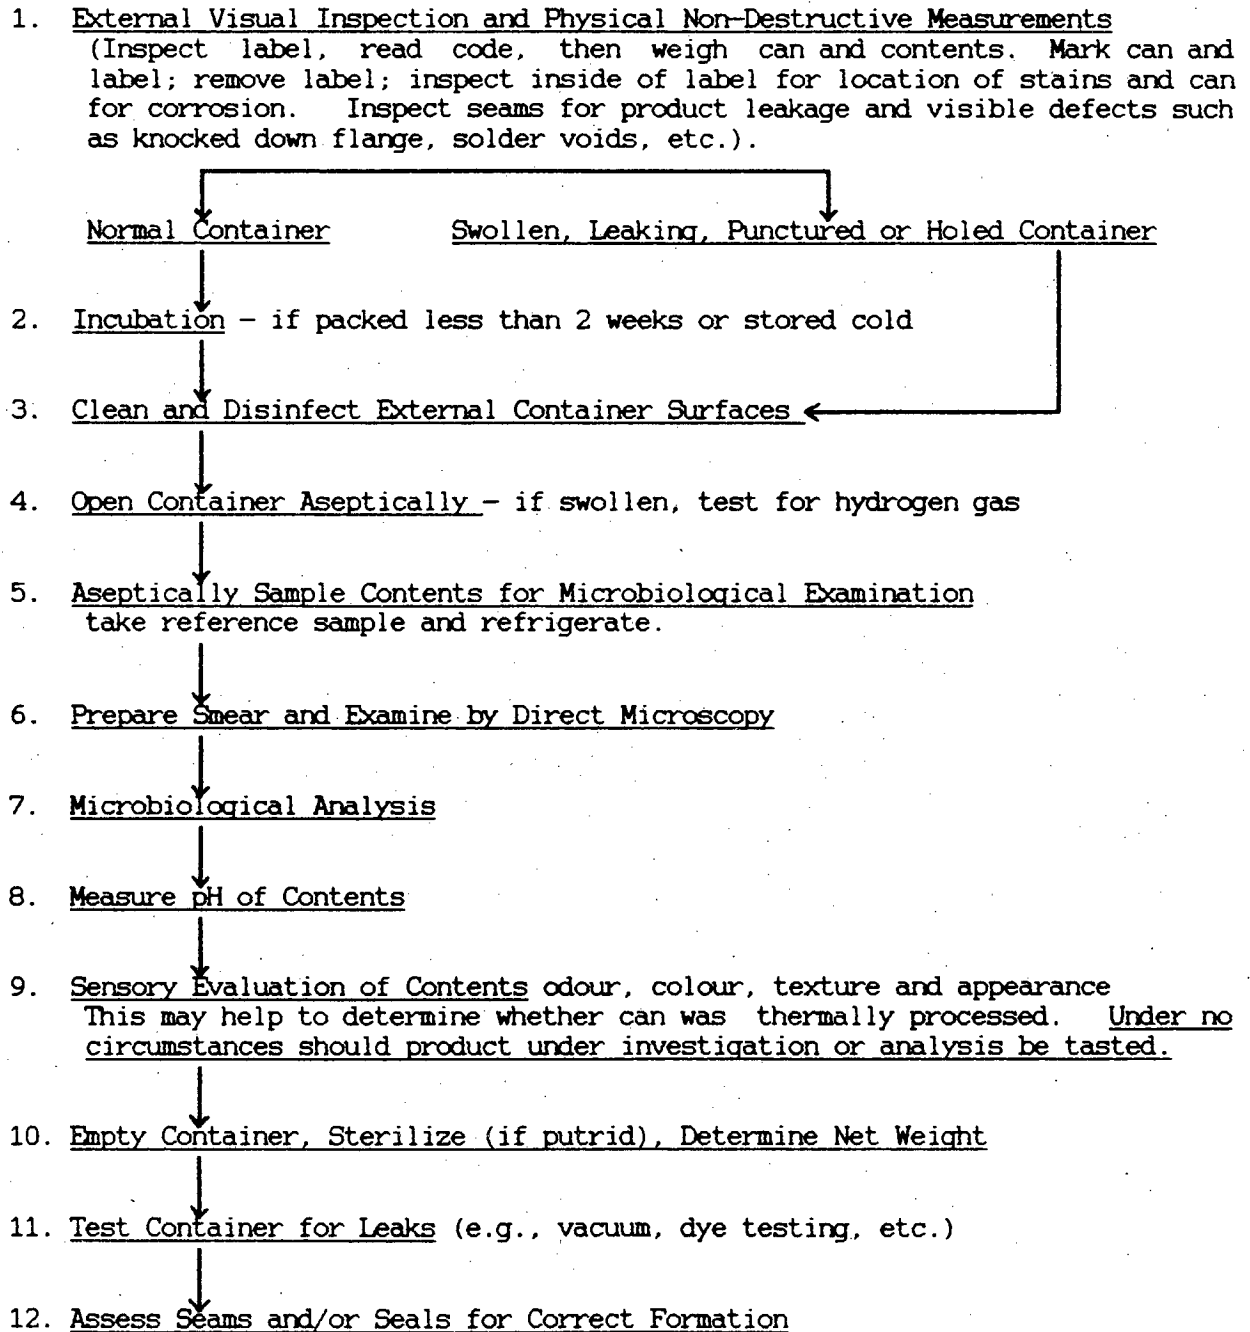 1. External Visual Inspection and Physical Non-Destructive Measurements
(Inspect label, read code, then weigh can and contents. Mark can and
label; remove label; inspect inside of label for location of stains and can
for corrosion. Inspect seams for product leakage and visible defects such
as knocked down flange, solder voids, etc.).
Normal Container Swollen, Leaking, Punctured or Holed Container
2. Incubation - if packed less than 2 weeks or stored cold
3. Clean and Disinfect External Container Surfaces
4. Open Container Aseptically - if swollen, test for hydrogen gas
5. Aseptically Sample Contents for Microbiological Examination
take reference sample and refrigerate.
6. Prepare Smear and Examine by Direct Microscopy
7. Microbiological Analysis
8. Measure pH of Contents
9. Sensory Evaluation of Contents odour, colour, texture and appearance
This may help to determine whether can was thermally processed. Under no
circumstances should product under investigation or analysis be tasted.
10. Empty Container, Sterilize (if putrid), Determine Net Weight
11. Test Container for Leaks (e.g., vacuum, dye testing, etc.)
12. Assess Seams and/or Seals for Correct Formation